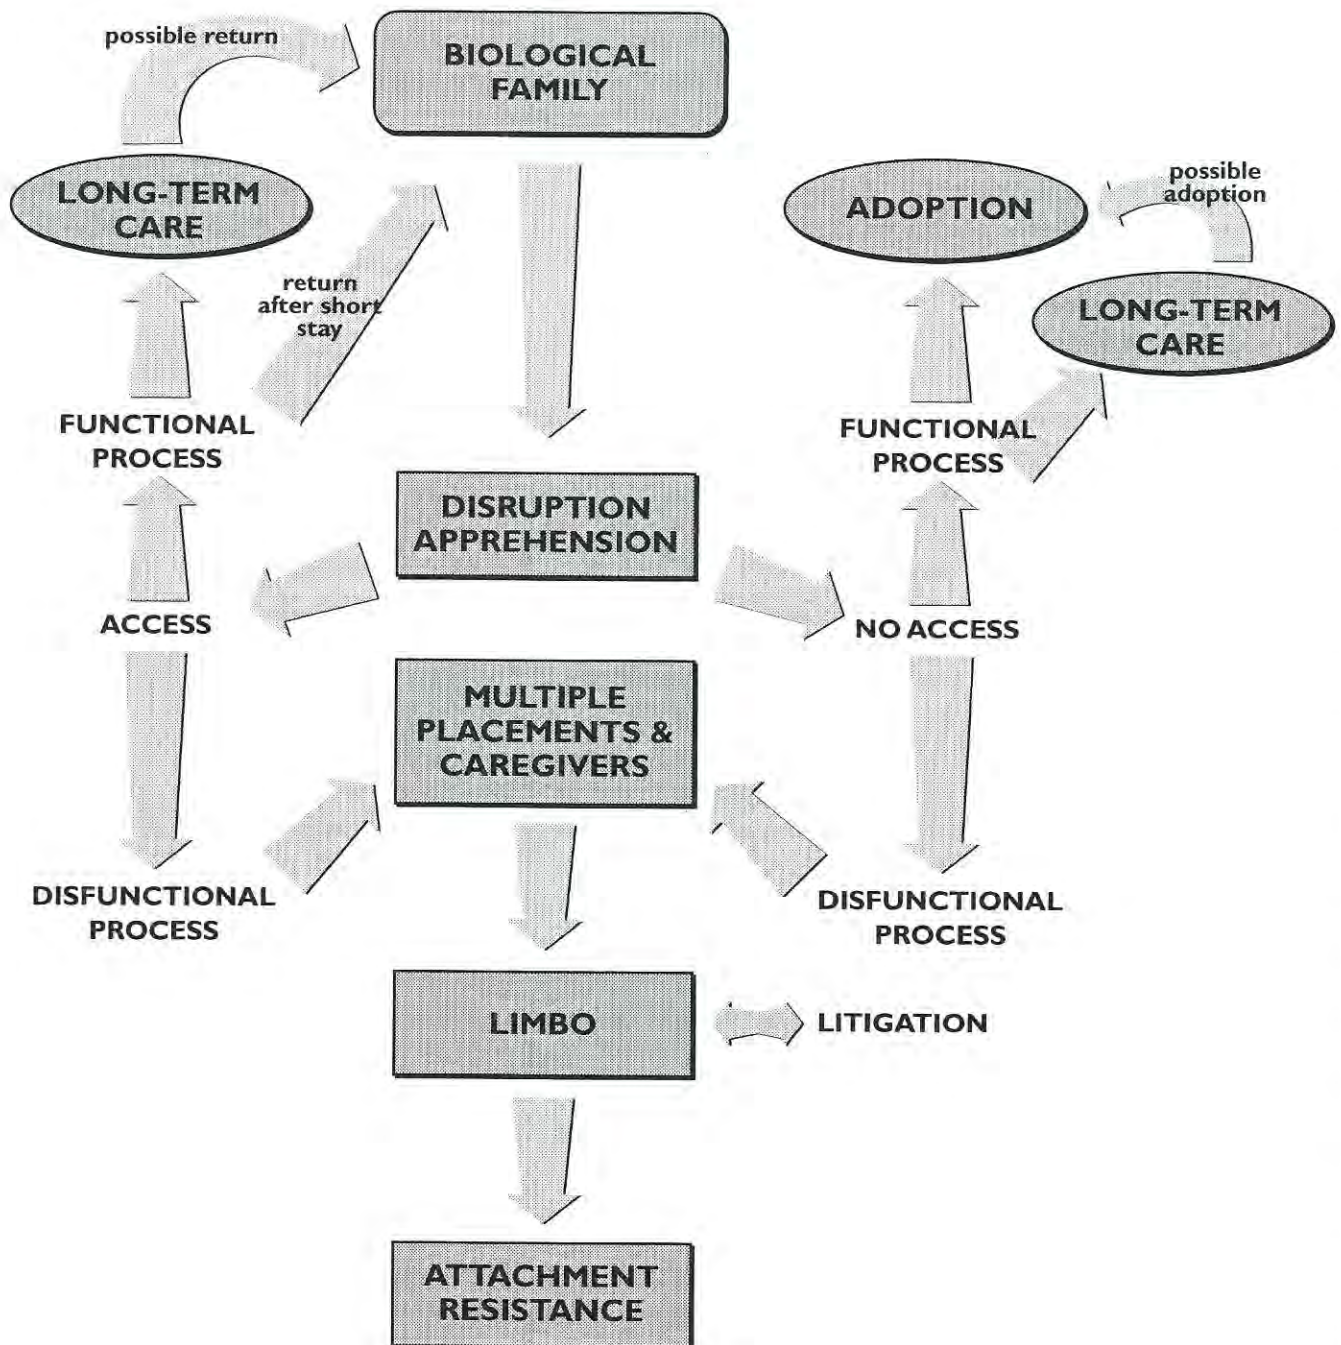 possible return
BIOLOGICAL
FAMILY
LONG-TERM
CARE
ADOPTION
possible
adoption
return
after short
stay
LONG-TERM
CARE
FUNCTIONAL
PROCESS
FUNCTIONAL
PROCESS
DISRUPTION
APPREHENSION
ACCESS
NO ACCESS
MULTIPLE
PLACEMENTS &
CAREGIVERS
DISFUNCTIONAL
PROCESS
DISFUNCTIONAL
PROCESS
LIMBO
LITIGATION
ATTACHMENT
RESISTANCE